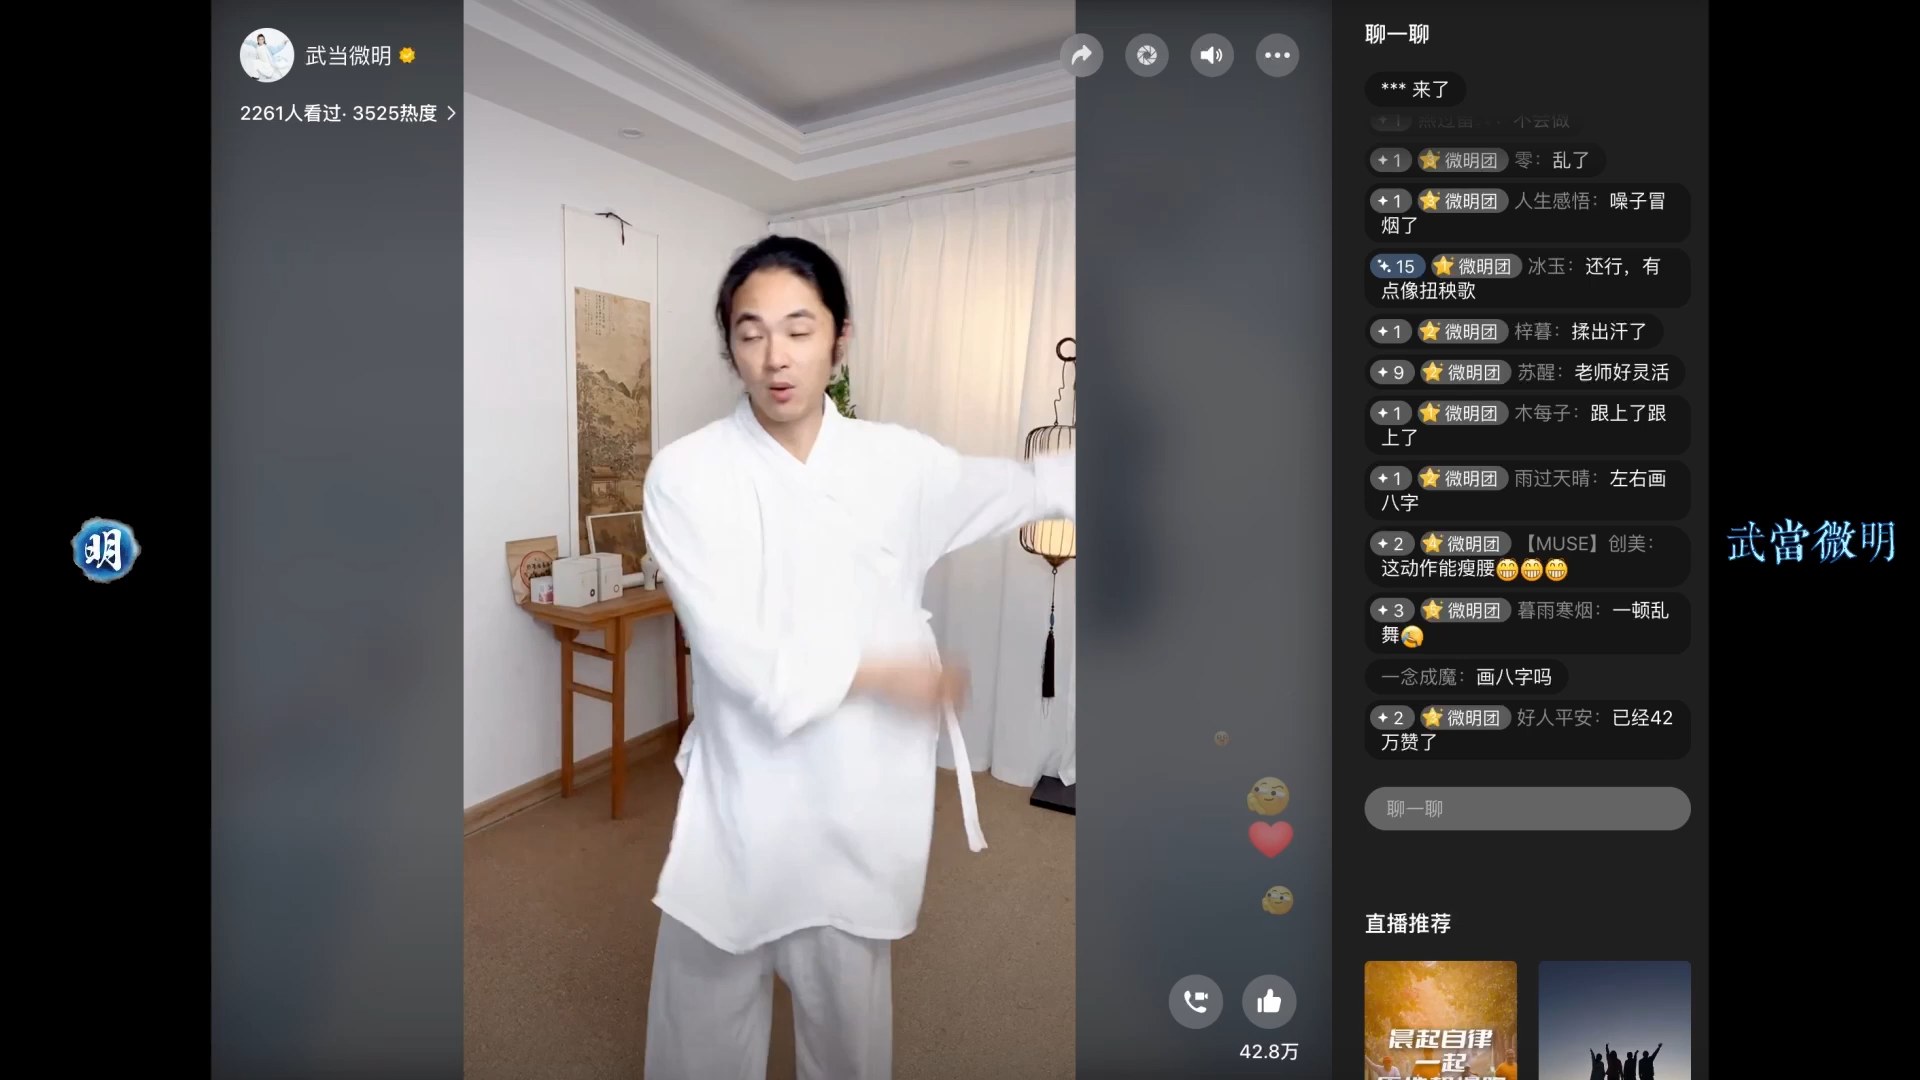 武当微明
2261人看过· 3525热度 >
明
42.8万
聊一聊
*** 来了
不会做
1 微明团 零：乱了
1 微明团 人生感悟：嗓子冒
烟了
15 微明团 冰玉：还行，有
点像扭秧歌
1 微明团 梓暮：揉出汗了
9 微明团 苏醒：老师好灵活
1 微明团 木每子：跟上了跟
上了
1 微明团 雨过天晴：左右画
八字
2 微明团 【MUSE】创美：
这动作能瘦腰😁😁😁
3 微明团 暮雨寒烟：一顿乱
舞
一念成魔：画八字吗
2 微明团 好人平安：已经42
万赞了
聊一聊
直播推荐
晨起自律
一起
武當微明